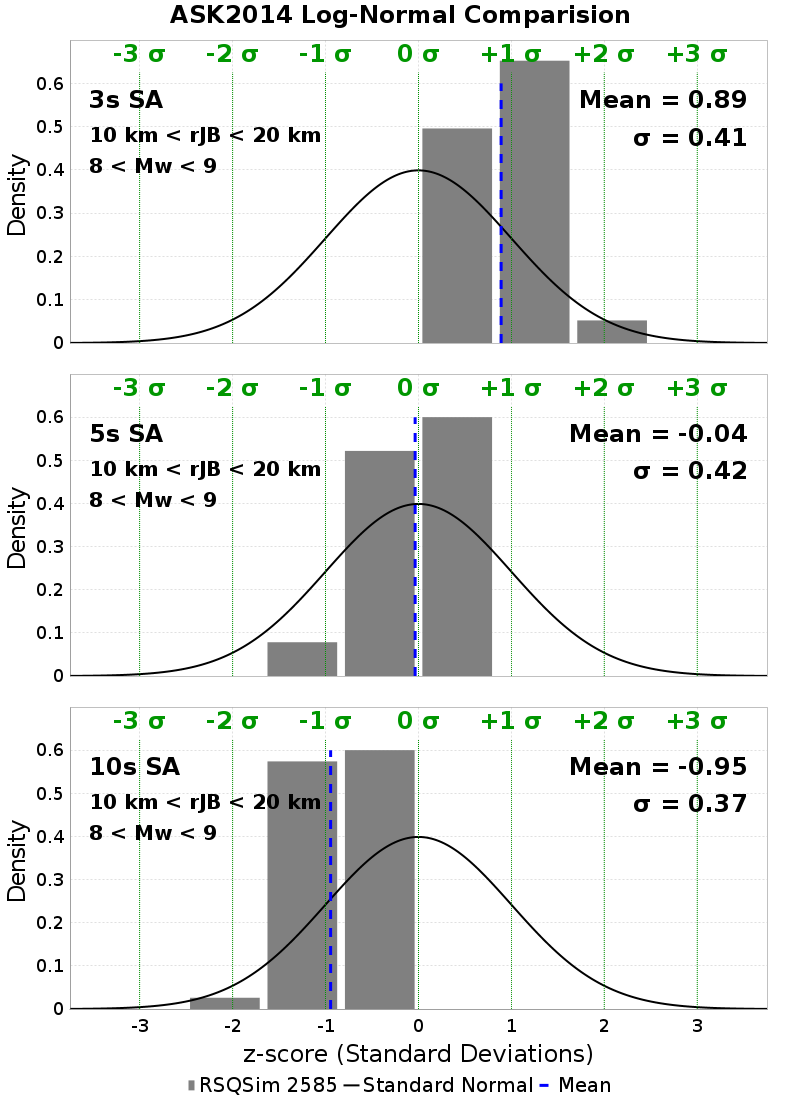 ASK2014 Log-Normal Comparision
-3 σ -2 σ -1 σ 0 σ +1 σ +2 σ +3 σ
0.6
3s SA
Mean = 0.89
0.5
10 km < rJB < 20 km
σ = 0.41
8 < Mw < 9
0.4
0.3
0.2
0.1
0
Density
-3 σ -2 σ -1 σ 0 σ +1 σ +2 σ +3 σ
0.6
5s SA
Mean = -0.04
0.5
10 km < rJB < 20 km
σ = 0.42
8 < Mw < 9
0.4
0.3
0.2
0.1
0
Density
-3 σ -2 σ -1 σ 0 σ +1 σ +2 σ +3 σ
0.6
10s SA
Mean = -0.95
0.5
10 km < rJB < 20 km
σ = 0.37
8 < Mw < 9
0.4
0.3
0.2
0.1
0
Density
-3 -2 -1 0 1 2 3
z-score (Standard Deviations)
RSQSim 2585 Standard Normal Mean